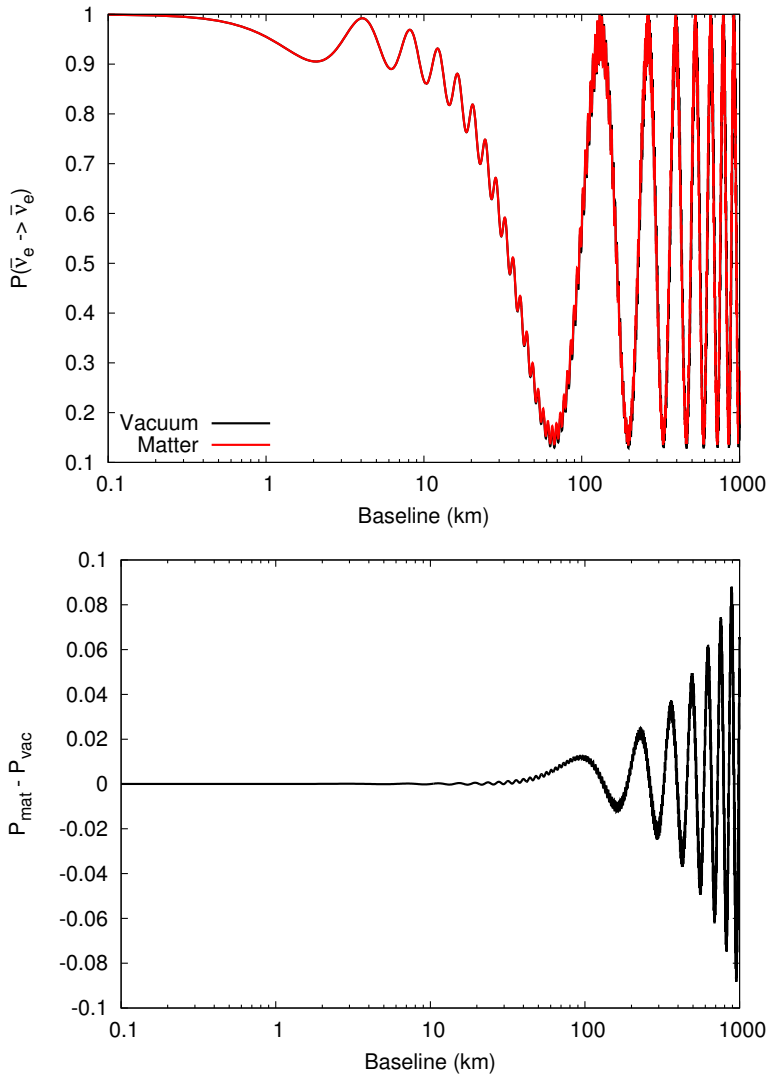 1
0.9
0.8
0.7
0.6
0.5
0.4
0.3
0.2
0.1
P(ν̅e -> ν̅e)
Vacuum
Matter
0.1 1 10 100 1000
Baseline (km)
0.1
0.08
0.06
0.04
0.02
0
-0.02
-0.04
-0.06
-0.08
-0.1
Pmat - Pvac
0.1 1 10 100 1000
Baseline (km)